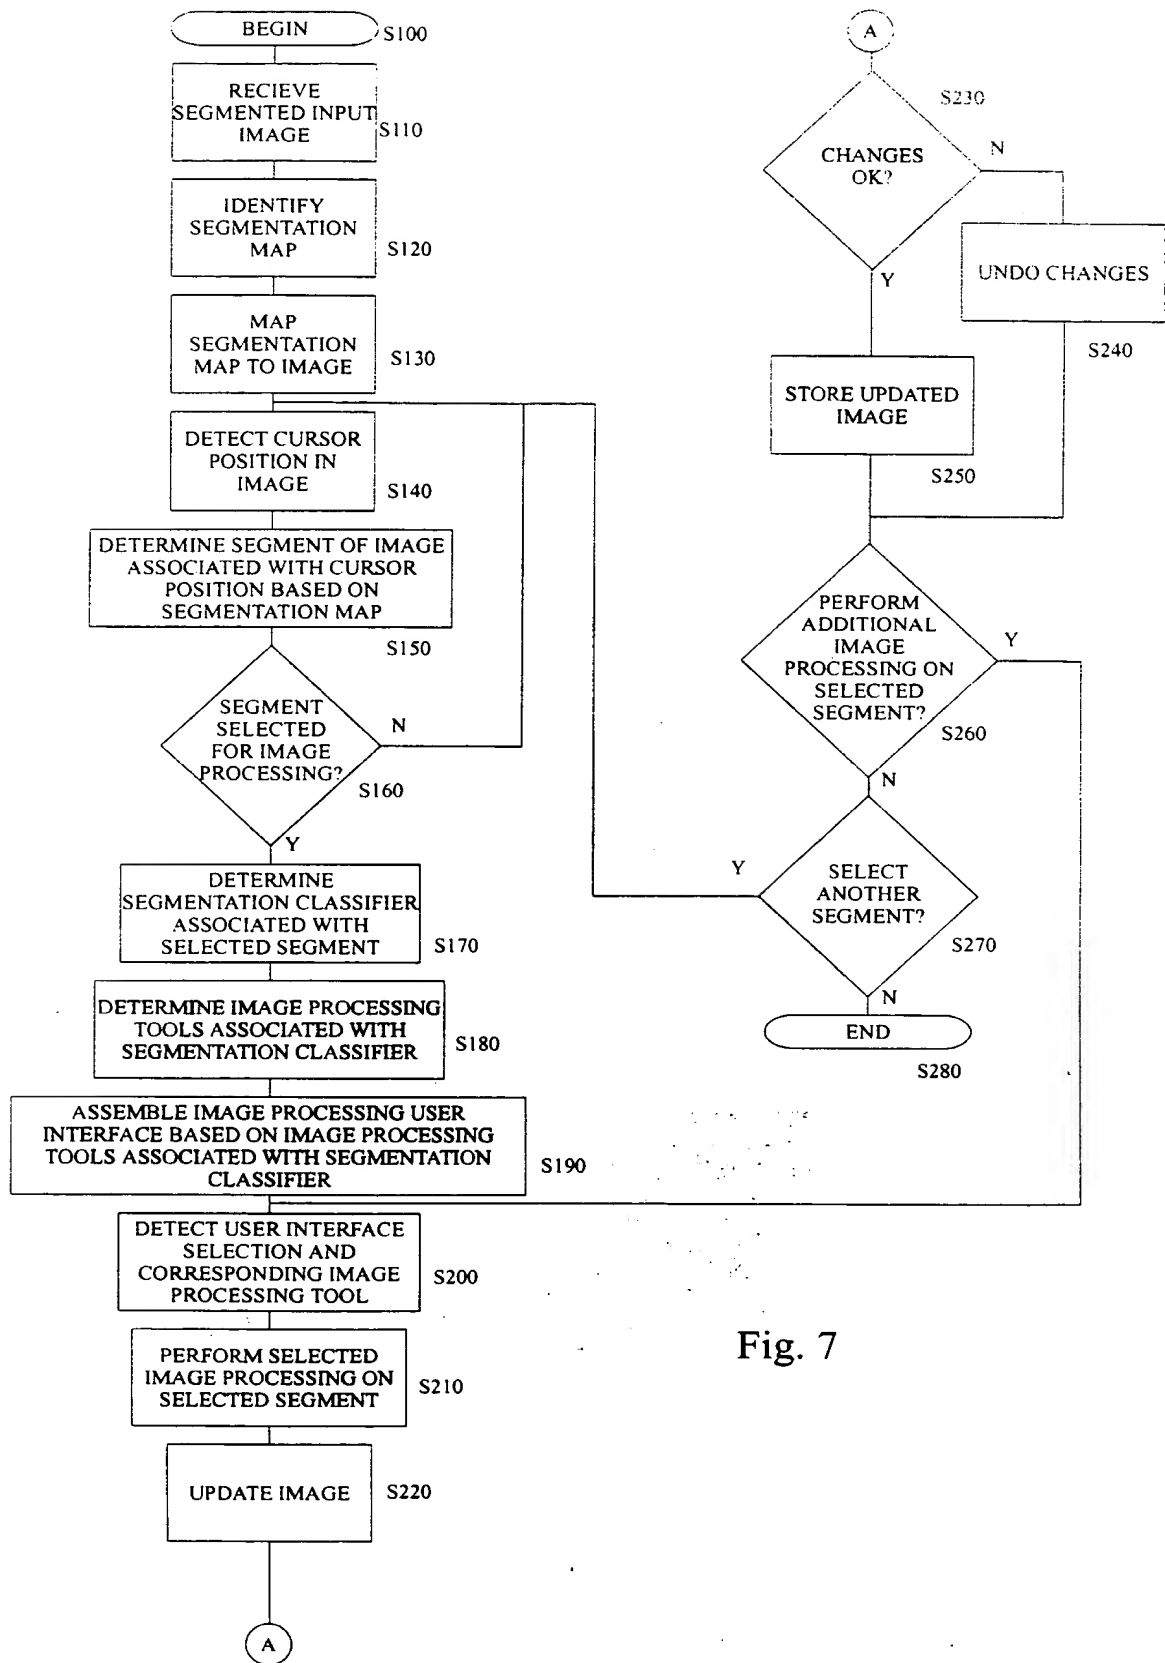 BEGIN
S100
RECIEVE
SEGMENTED INPUT
IMAGE
S110
IDENTIFY
SEGMENTATION
MAP
S120
MAP
SEGMENTATION
MAP TO IMAGE
S130
DETECT CURSOR
POSITION IN
IMAGE
S140
DETERMINE SEGMENT OF IMAGE
ASSOCIATED WITH CURSOR
POSITION BASED ON
SEGMENTATION MAP
S150
SEGMENT
SELECTED
FOR IMAGE
PROCESSING?
N
S160
Y
DETERMINE
SEGMENTATION CLASSIFIER
ASSOCIATED WITH
SELECTED SEGMENT
S170
DETERMINE IMAGE PROCESSING
TOOLS ASSOCIATED WITH
SEGMENTATION CLASSIFIER
S180
ASSEMBLE IMAGE PROCESSING USER
INTERFACE BASED ON IMAGE PROCESSING
TOOLS ASSOCIATED WITH SEGMENTATION
CLASSIFIER
S190
DETECT USER INTERFACE
SELECTION AND
CORRESPONDING IMAGE
PROCESSING TOOL
S200
PERFORM SELECTED
IMAGE PROCESSING ON
SELECTED SEGMENT
S210
UPDATE IMAGE
S220
A
A
S230
CHANGES
OK?
N
Y
UNDO CHANGES
S240
STORE UPDATED
IMAGE
S250
PERFORM
ADDITIONAL
IMAGE
PROCESSING ON
SELECTED
SEGMENT?
Y
S260
N
SELECT
ANOTHER
SEGMENT?
Y
S270
N
END
S280
Fig. 7